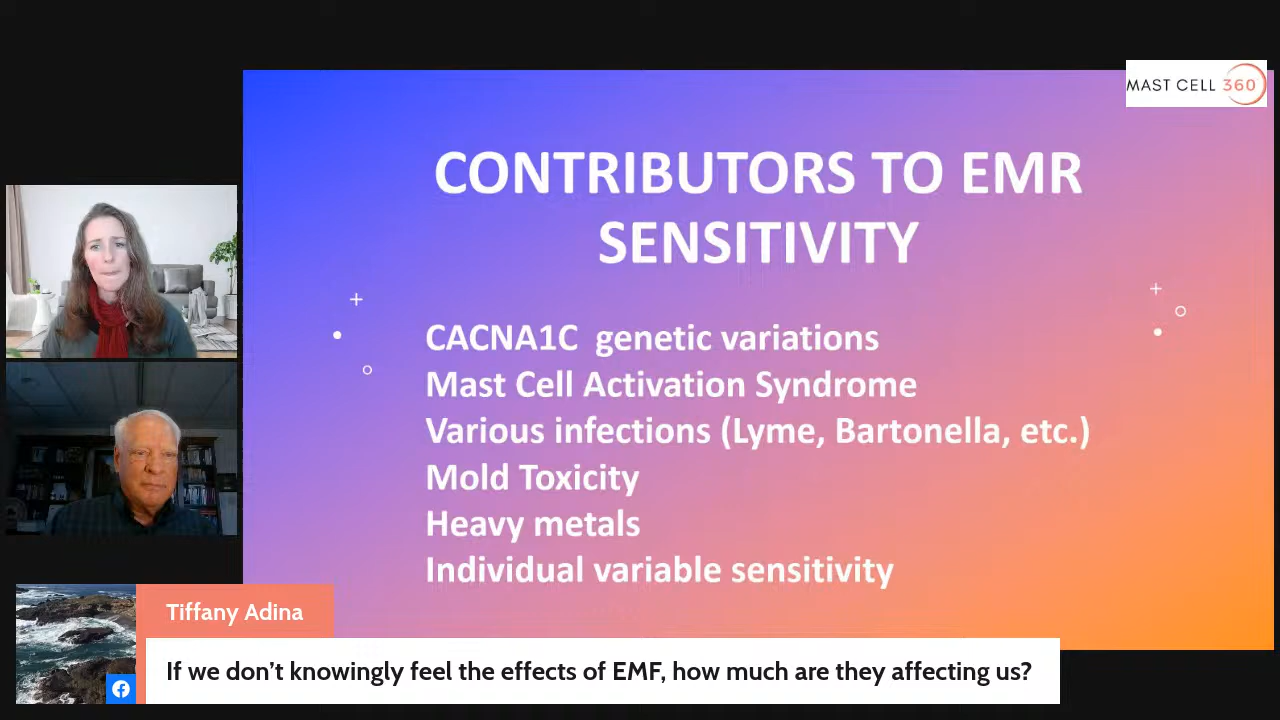 MAST CELL 360
CONTRIBUTORS TO EMR
SENSITIVITY
CACNA1C genetic variations
Mast Cell Activation Syndrome
Various infections (Lyme, Bartonella, etc.)
Mold Toxicity
Heavy metals
Individual variable sensitivity
Tiffany Adina
If we don’t knowingly feel the effects of EMF, how much are they affecting us?